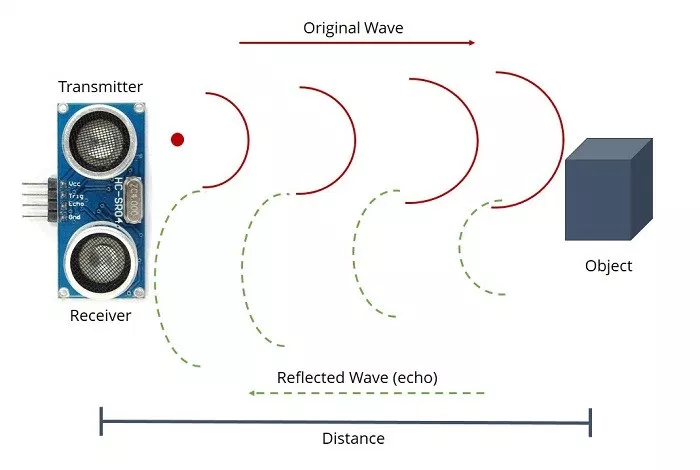 Original Wave
Transmitter
Vcc
Trig
Echo
Gnd
HC-SR04
Receiver
Object
Reflected Wave (echo)
Distance